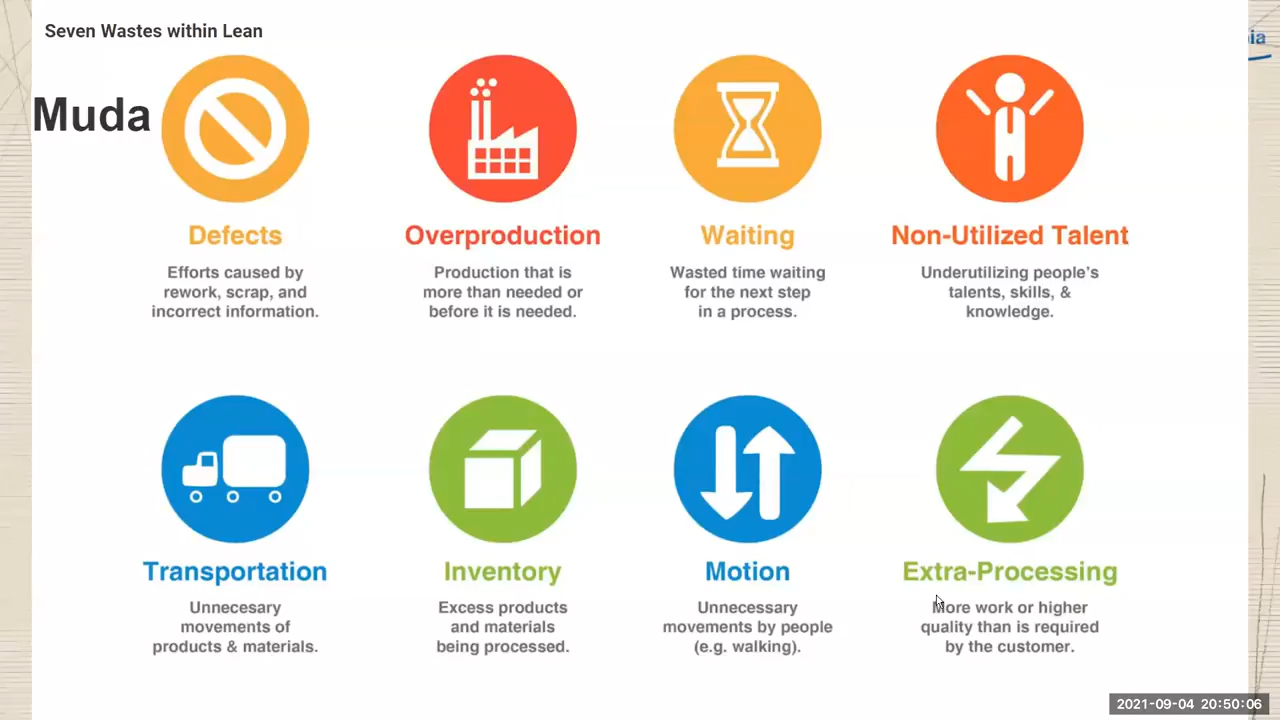 Seven Wastes within Lean
ia
Muda
Defects
Efforts caused by
rework, scrap, and
incorrect information.
Overproduction
Production that is
more than needed or
before it is needed.
Waiting
Wasted time waiting
for the next step
in a process.
Non-Utilized Talent
Underutilizing people's
talents, skills, &
knowledge.
Transportation
Unnecesary
movements of
products & materials.
Inventory
Excess products
and materials
being processed.
Motion
Unnecessary
movements by people
(e.g. walking).
Extra-Processing
More work or higher
quality than is required
by the customer.
2021-09-04 20:50:06